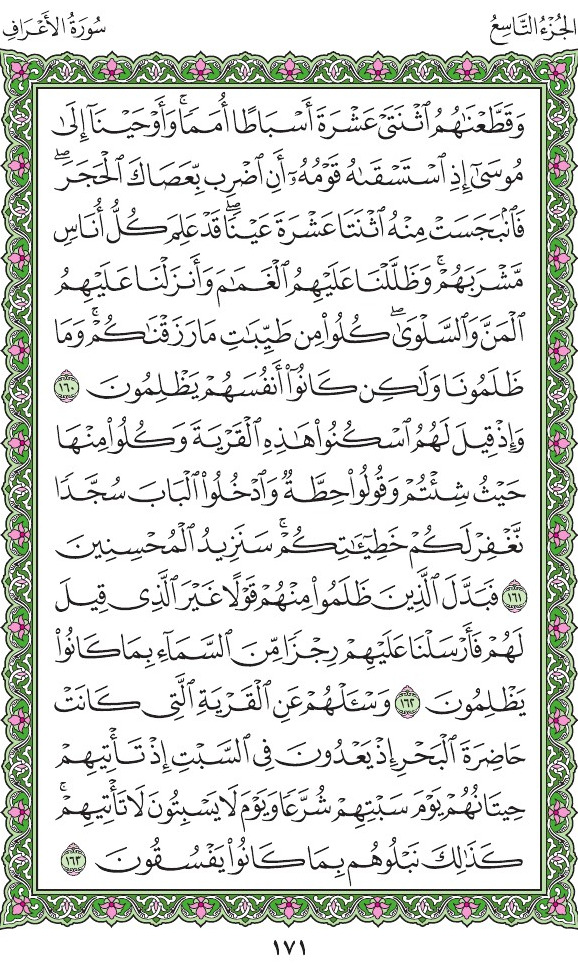 الجُزْءُ التَّاسِعُ
سُورَةُ الأَعْرَافِ
وَقَطَّعْنَٰهُمُ ٱثْنَتَىْ عَشْرَةَ أَسْبَاطًا أُمَمًا ۚ وَأَوْحَيْنَآ إِلَىٰ
مُوسَىٰٓ إِذِ ٱسْتَسْقَىٰهُ قَوْمُهُۥٓ أَنِ ٱضْرِب بِّعَصَاكَ ٱلْحَجَرَ ۖ
فَٱنۢبَجَسَتْ مِنْهُ ٱثْنَتَا عَشْرَةَ عَيْنًا ۖ قَدْ عَلِمَ كُلُّ أُنَاسٍ
مَّشْرَبَهُمْ ۚ وَظَلَّلْنَا عَلَيْهِمُ ٱلْغَمَٰمَ وَأَنزَلْنَا عَلَيْهِمُ
ٱلْمَنَّ وَٱلسَّلْوَىٰ ۖ كُلُوا۟ مِن طَيِّبَٰتِ مَا رَزَقْنَٰكُمْ ۚ وَمَا
ظَلَمُونَا وَلَٰكِن كَانُوٓا۟ أَنفُسَهُمْ يَظْلِمُونَ ١٦٠
وَإِذْ قِيلَ لَهُمُ ٱسْكُنُوا۟ هَٰذِهِ ٱلْقَرْيَةَ وَكُلُوا۟ مِنْهَا
حَيْثُ شِئْتُمْ وَقُولُوا۟ حِطَّةٌ وَٱدْخُلُوا۟ ٱلْبَابَ سُجَّدًا
نَّغْفِرْ لَكُمْ خَطِيٓـَٰٔتِكُمْ ۚ سَنَزِيدُ ٱلْمُحْسِنِينَ
١٦١ فَبَدَّلَ ٱلَّذِينَ ظَلَمُوا۟ مِنْهُمْ قَوْلًا غَيْرَ ٱلَّذِى قِيلَ
لَهُمْ فَأَرْسَلْنَا عَلَيْهِمْ رِجْزًا مِّنَ ٱلسَّمَآءِ بِمَا كَانُوا۟
يَظْلِمُونَ ١٦٢ وَسْـَٔلْهُمْ عَنِ ٱلْقَرْيَةِ ٱلَّتِى كَانَتْ
حَاضِرَةَ ٱلْبَحْرِ إِذْ يَعْدُونَ فِى ٱلسَّبْتِ إِذْ تَأْتِيهِمْ
حِيتَانُهُمْ يَوْمَ سَبْتِهِمْ شُرَّعًا وَيَوْمَ لَا يَسْبِتُونَ لَا تَأْتِيهِمْ ۚ
كَذَٰلِكَ نَبْلُوهُم بِمَا كَانُوا۟ يَفْسُقُونَ ١٦٣
١٧١